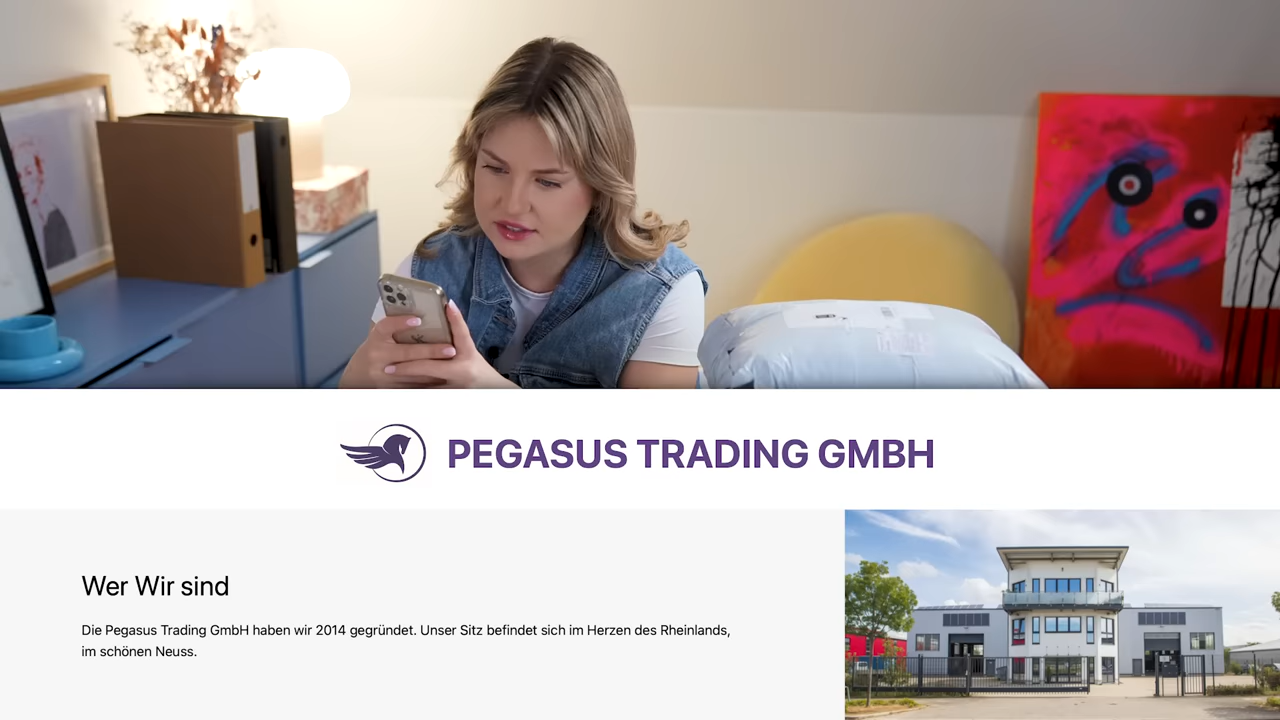 PEGASUS TRADING GMBH
Wer Wir sind
Die Pegasus Trading GmbH haben wir 2014 gegründet. Unser Sitz befindet sich im Herzen des Rheinlands,
im schönen Neuss.